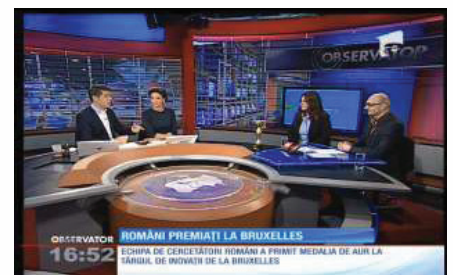 OBSERVATOR
OBSERVATOR
ROMÂNI PREMIAȚI LA BRUXELLES
16:52
ECHIPA DE CERCETĂTORI ROMÂNI A PRIMIT MEDALIA DE AUR LA
TÂRGUL DE INOVAȚII DE LA BRUXELLES